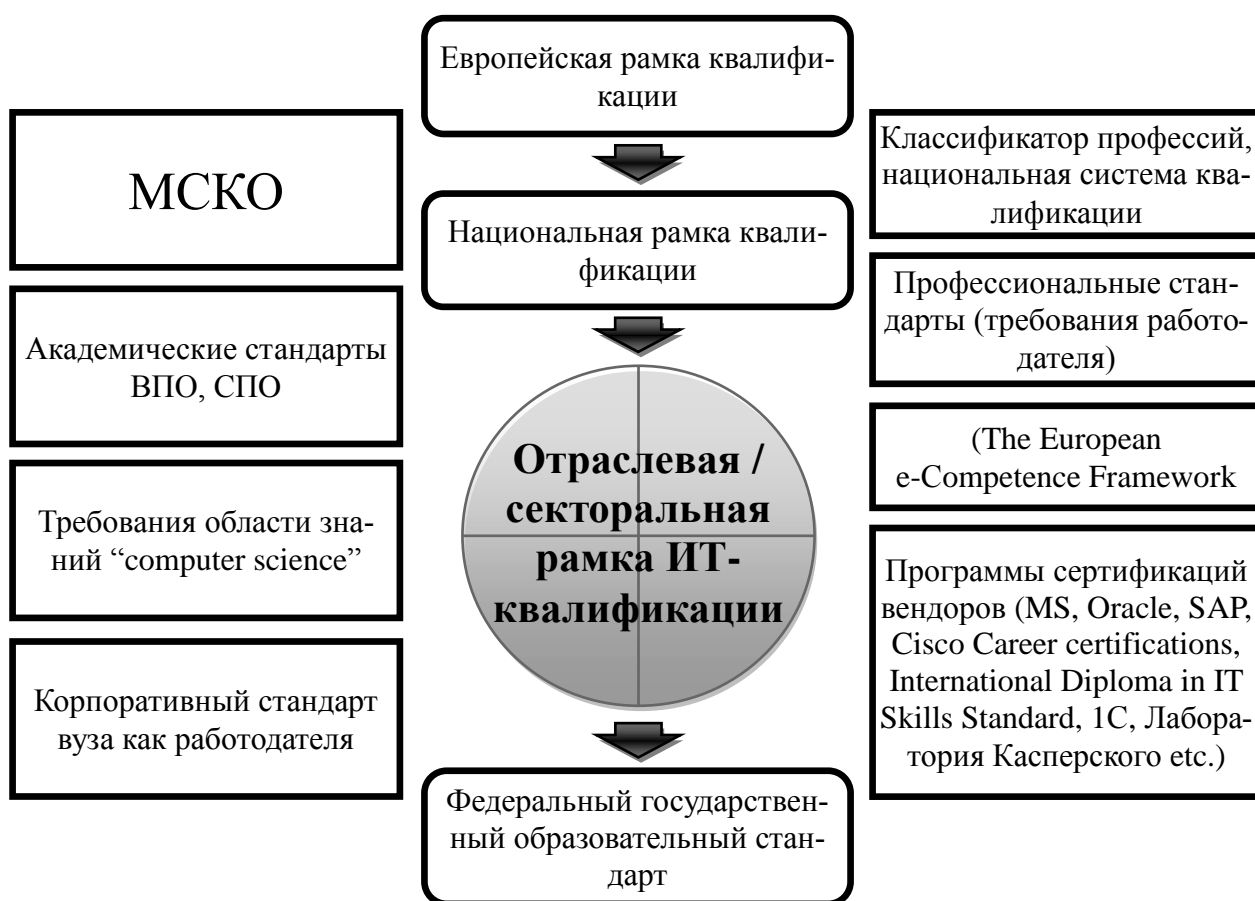 Европейская рамка квалифи-
кации
Национальная рамка квали-
фикации
МСКО
Академические стандарты
ВПО, СПО
Требования области зна-
ний “computer science”
Корпоративный стандарт
вуза как работодателя
Отраслевая /
секторальная
рамка ИТ-
квалификации
Классификатор профессий,
национальная система ква-
лификации
Профессиональные стан-
дарты (требования работо-
дателя)
(The European
e-Competence Framework
Программы сертификаций
вендоров (MS, Oracle, SAP,
Cisco Career certifications,
International Diploma in IT
Skills Standard, 1С, Лабора-
тория Касперского etc.)
Федеральный государствен-
ный образовательный стан-
дарт